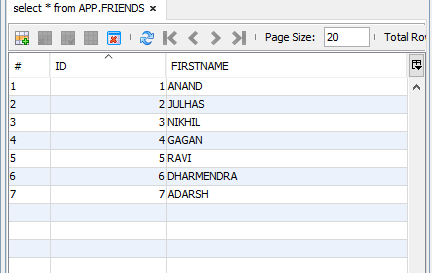 select * from APP.FRIENDS
Page Size: 20 Total Row
# ID FIRSTNAME
1 1 ANAND
2 2 JULHAS
3 3 NIKHIL
4 4 GAGAN
5 5 RAVI
6 6 DHARMENDRA
7 7 ADARSH